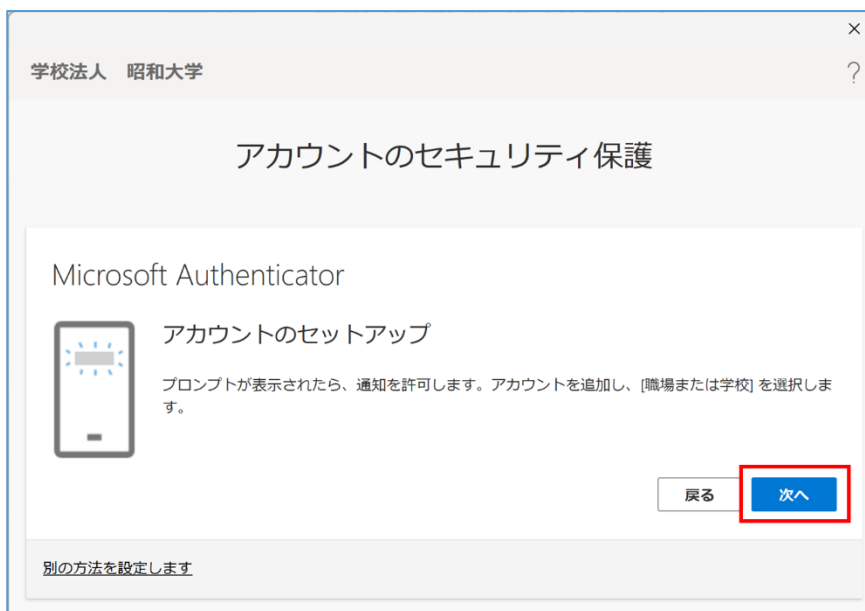 学校法人　昭和大学
?
アカウントのセキュリティ保護
Microsoft Authenticator
アカウントのセットアップ
プロンプトが表示されたら、通知を許可します。アカウントを追加し、[職場または学校] を選択しま
す。
戻る
次へ
別の方法を設定します